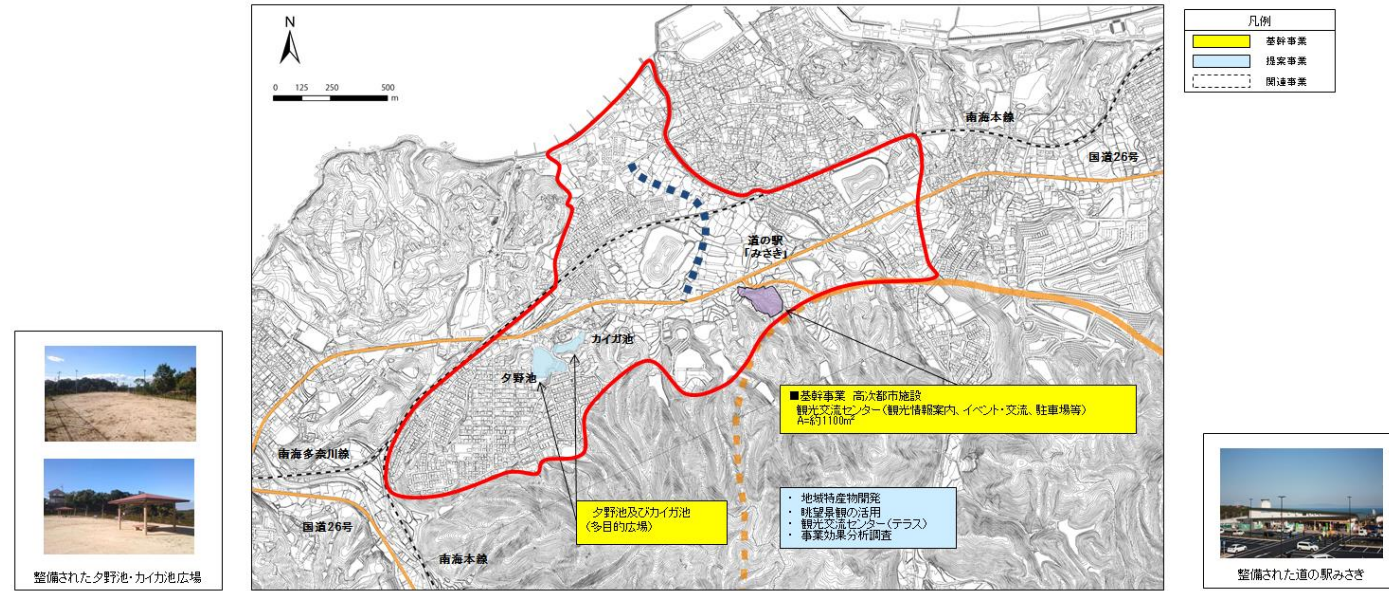 N
0 125 250 500
m
凡例
基幹事業
提案事業
関連事業
南海本線
国道26号
道の駅
「みさき」
カイガ池
夕野池
■基幹事業 高次都市施設
観光交流センター（観光情報案内、イベント・交流、駐車場等）
A=約1100m²
南海多奈川線
夕野池及びカイガ池
（多目的広場）
・ 地域特産物開発
・ 眺望景観の活用
・ 観光交流センター（テラス）
・ 事業効果分析調査
国道26号
南海本線
整備された夕野池・カイガ池広場
整備された道の駅みさき